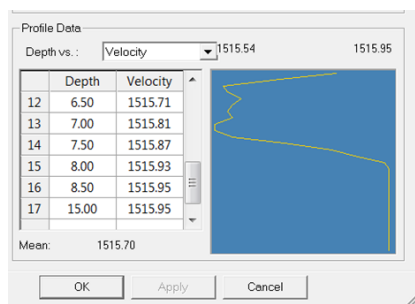 Profile Data
Depth vs.: Velocity 1515.54 1515.95
Depth Velocity
12 6.50 1515.71
13 7.00 1515.81
14 7.50 1515.87
15 8.00 1515.93
16 8.50 1515.95
17 15.00 1515.95
Mean: 1515.70
OK Apply Cancel